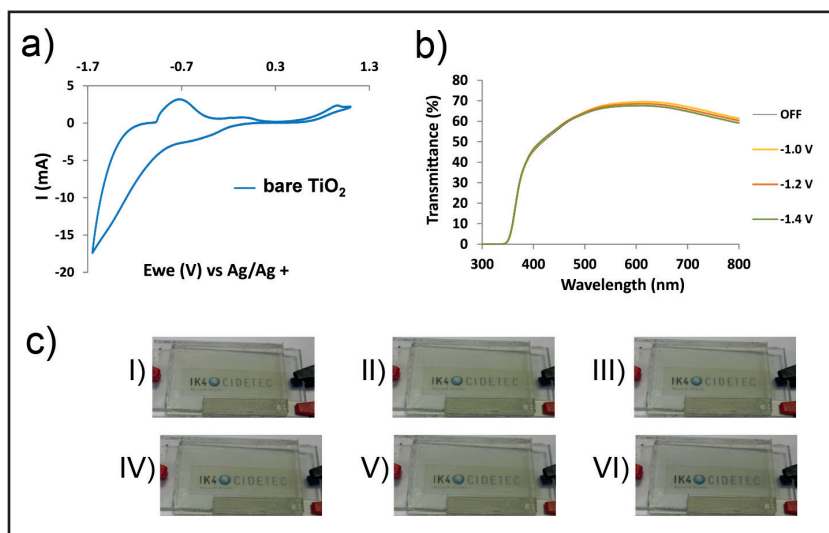 a)
-1.7 -0.7 0.3 1.3
5
0
-5
-10
-15
-20
I (mA)
bare TiO₂
Ewe (V) vs Ag/Ag +
b)
80
70
60
50
40
30
20
10
0
Transmittance (%)
300 400 500 600 700 800
Wavelength (nm)
OFF
-1.0 V
-1.2 V
-1.4 V
c)
I)
IK4 CIDETEC
II)
IK4 CIDETEC
III)
IK4 CIDETEC
IV)
IK4 CIDETEC
V)
IK4 CIDETEC
VI)
IK4 CIDETEC